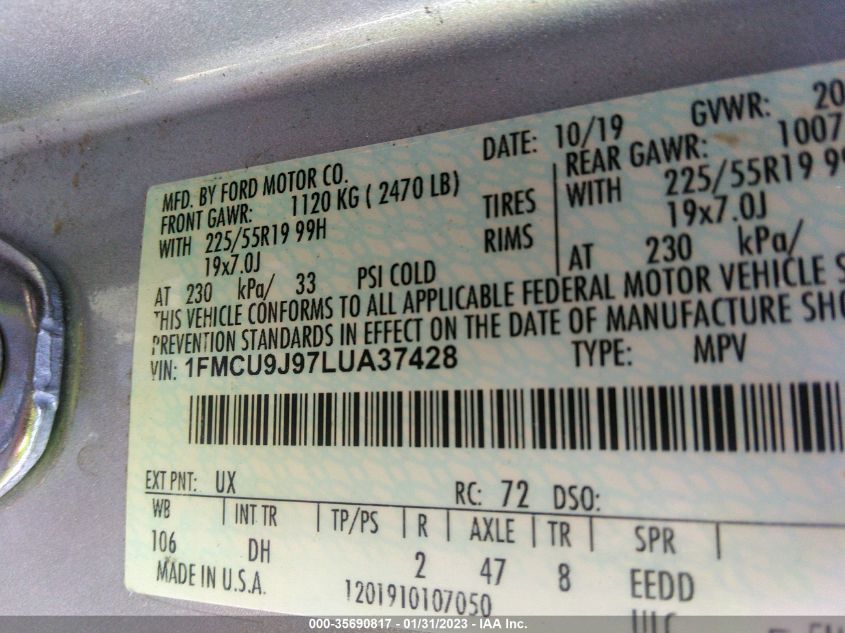 DATE: 10/19 GVWR: 20
MFD. BY FORD MOTOR CO.
FRONT GAWR: 1120 KG ( 2470 LB) REAR GAWR: 1007
WITH 225/55R19 99H TIRES WITH 225/55R19 99
19x7.0J RIMS 19x7.0J
AT 230 kPa/ 33 PSI COLD AT 230 kPa/
THIS VEHICLE CONFORMS TO ALL APPLICABLE FEDERAL MOTOR VEHICLE S
PREVENTION STANDARDS IN EFFECT ON THE DATE OF MANUFACTURE SHO
VIN: 1FMCU9J97LUA37428 TYPE: MPV
EXT PNT: UX RC: 72 DSO:
WB | INT TR | TP/PS | R | AXLE | TR | SPR |
106 DH 2 47 8 EEDD
MADE IN U.S.A. 1201910107050
000-35690817 - 01/31/2023 - © IAA Inc.